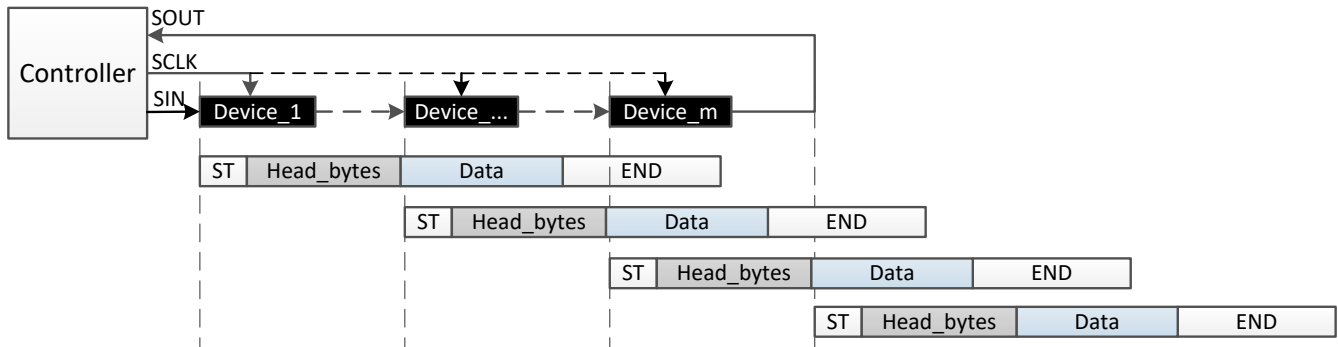 SOUT
SCLK
Controller
SIN
Device_1 Device_... Device_m
ST Head_bytes Data END
ST Head_bytes Data END
ST Head_bytes Data END
ST Head_bytes Data END